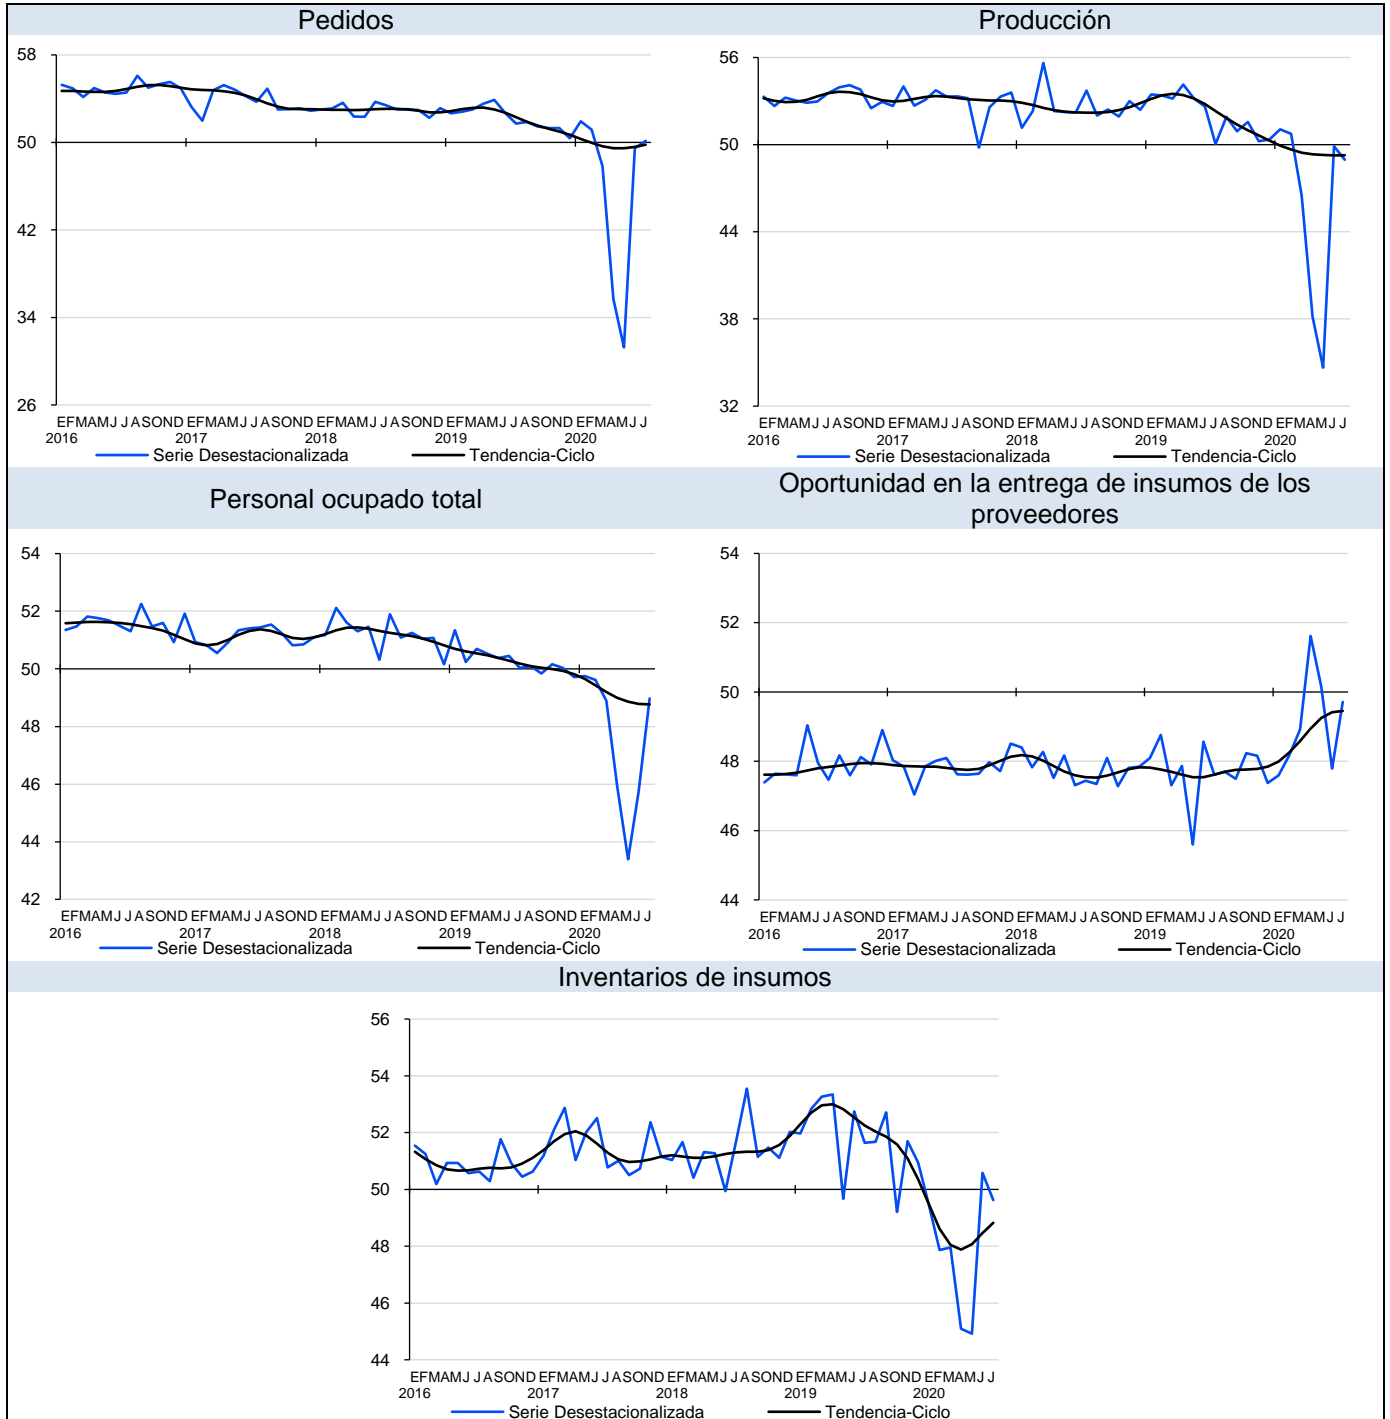 Pedidos
58
50
42
34
26
EFMAMJ J ASOND EFMAMJ J ASOND EFMAMJ J ASOND EFMAMJ J ASOND EFMAMJ J
2016 2017 2018 2019 2020
Serie Desestacionalizada Tendencia-Ciclo
Producción
56
50
44
38
32
EFMAMJ J ASOND EFMAMJ J ASOND EFMAMJ J ASOND EFMAMJ J ASOND EFMAMJ J
2016 2017 2018 2019 2020
Serie Desestacionalizada Tendencia-Ciclo
Personal ocupado total
54
52
50
48
46
44
42
EFMAMJ J ASOND EFMAMJ J ASOND EFMAMJ J ASOND EFMAMJ J ASOND EFMAMJ J
2016 2017 2018 2019 2020
Serie Desestacionalizada Tendencia-Ciclo
Oportunidad en la entrega de insumos de los
proveedores
54
52
50
48
46
44
EFMAMJ J ASOND EFMAMJ J ASOND EFMAMJ J ASOND EFMAMJ J ASOND EFMAMJ J
2016 2017 2018 2019 2020
Serie Desestacionalizada Tendencia-Ciclo
Inventarios de insumos
56
54
52
50
48
46
44
EFMAMJ J ASOND EFMAMJ J ASOND EFMAMJ J ASOND EFMAMJ J ASOND EFMAMJ J
2016 2017 2018 2019 2020
Serie Desestacionalizada Tendencia-Ciclo